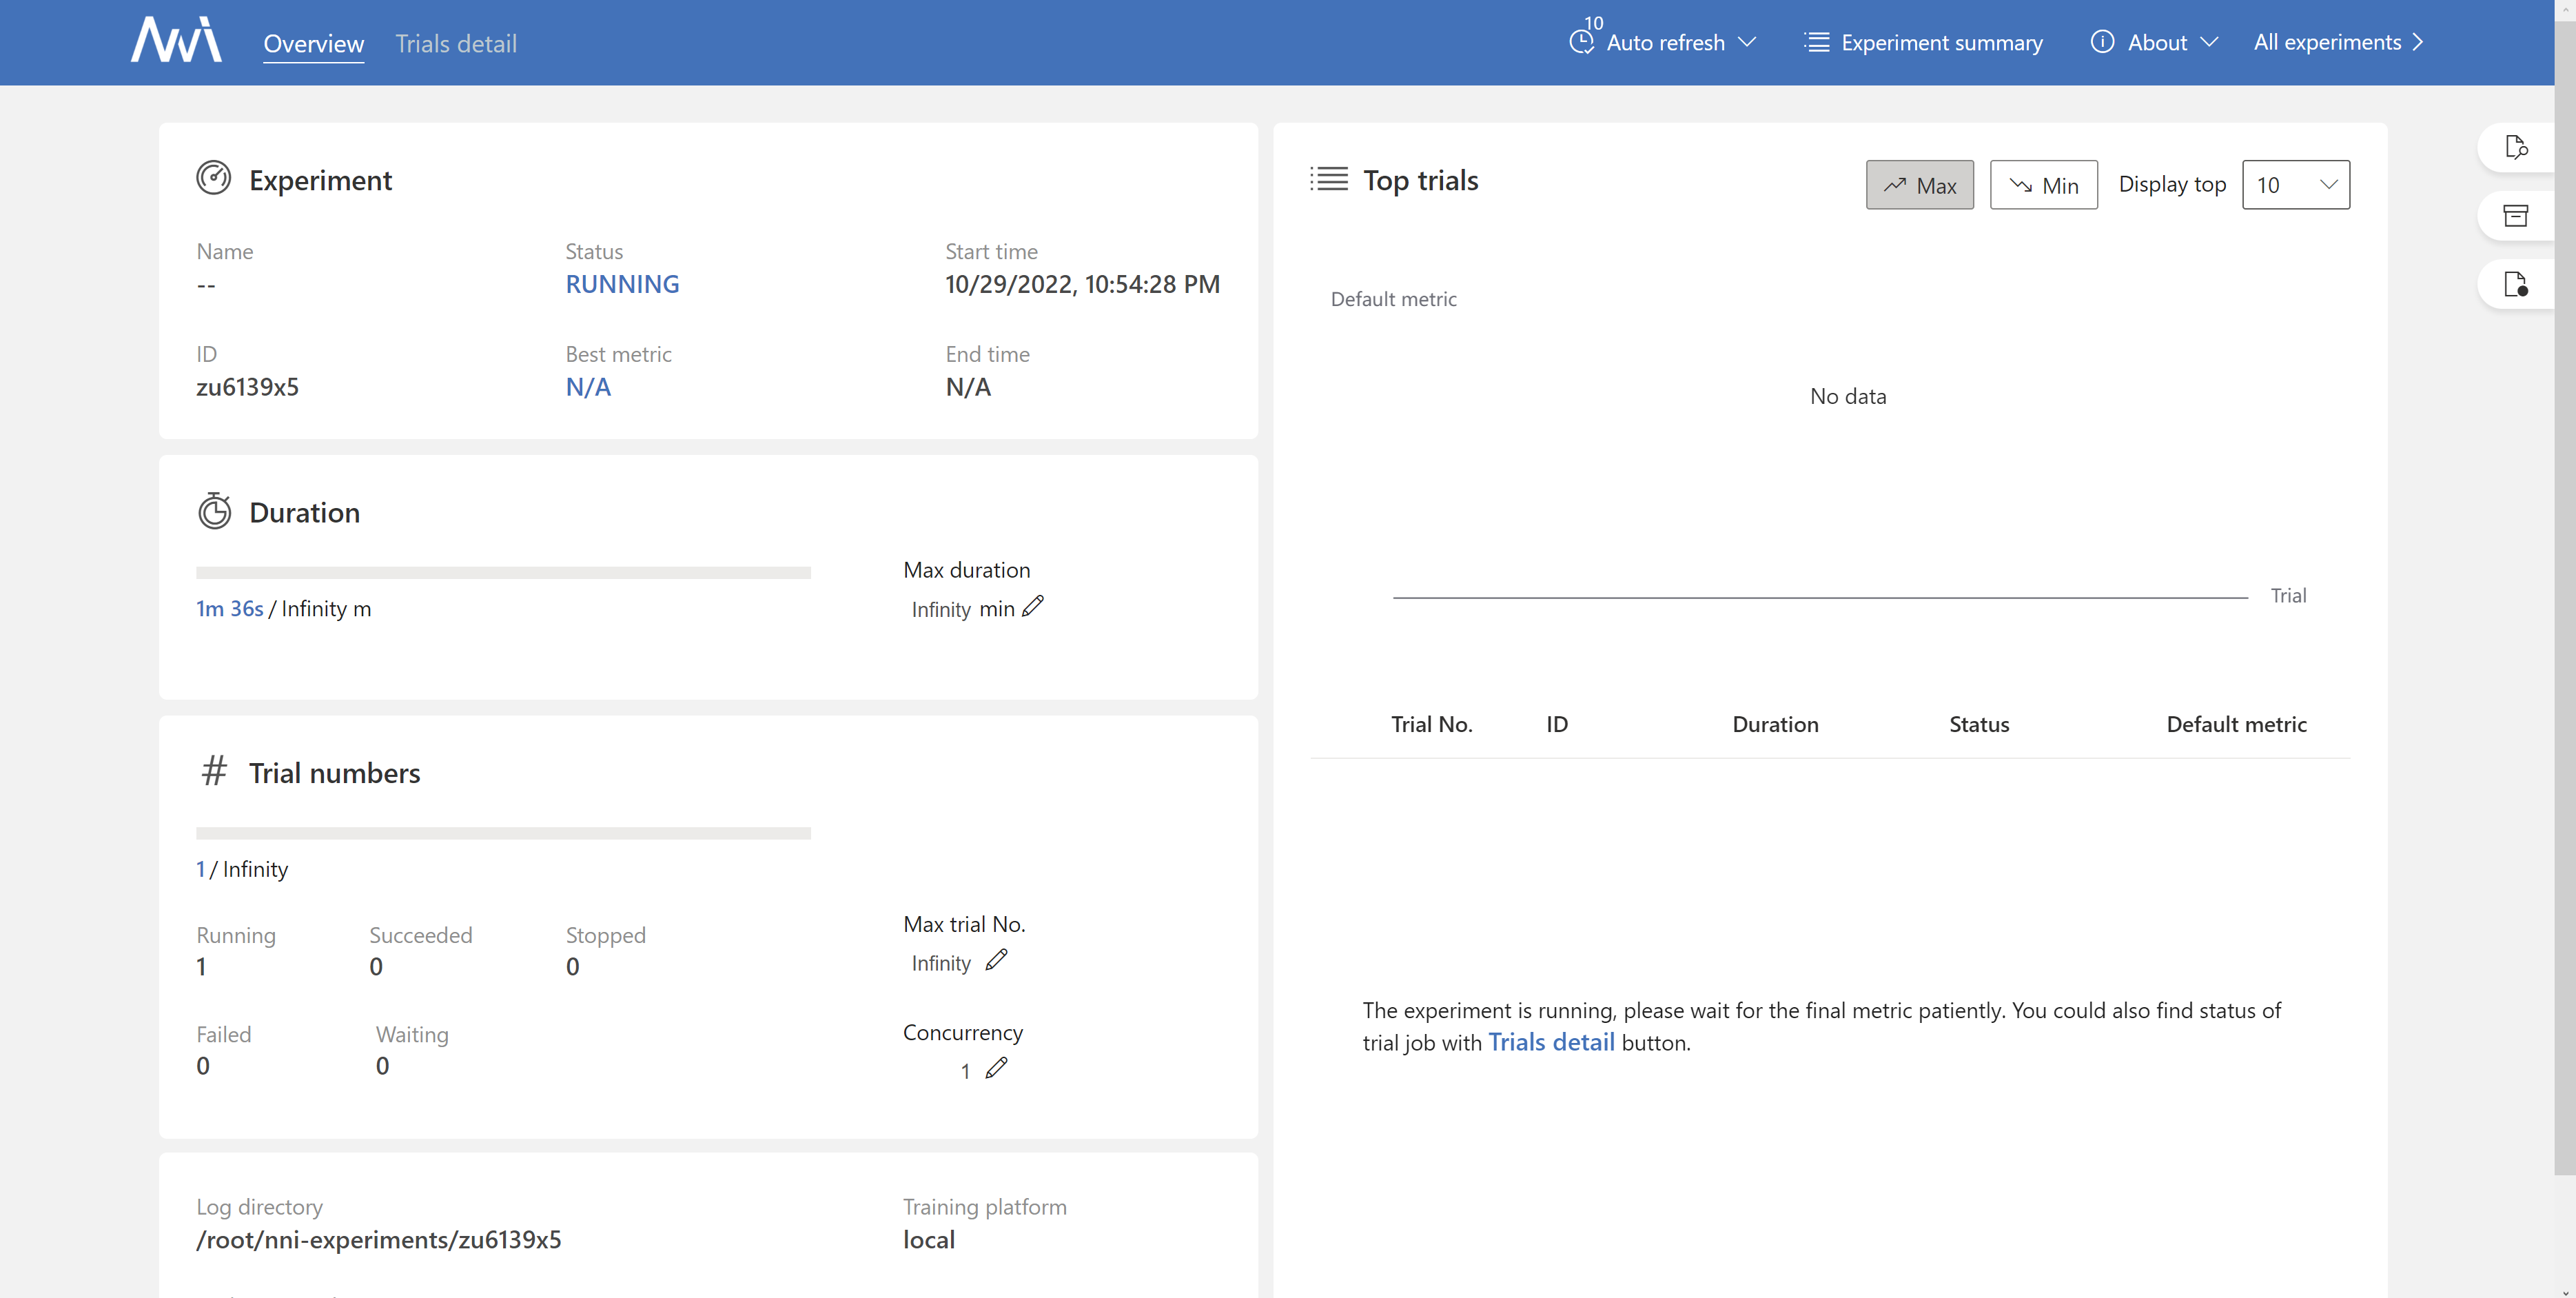 NNI
Overview
Trials detail
10
Auto refresh
Experiment summary
About
All experiments
Experiment
Name
--
Status
RUNNING
Start time
10/29/2022, 10:54:28 PM
ID
zu6139x5
Best metric
N/A
End time
N/A
Duration
1m 36s / Infinity m
Max duration
Infinity min
# Trial numbers
1 / Infinity
Running
1
Succeeded
0
Stopped
0
Failed
0
Waiting
0
Max trial No.
Infinity
Concurrency
1
Log directory
/root/nni-experiments/zu6139x5
Training platform
local
Top trials
Max
Min
Display top
10
Default metric
No data
Trial
Trial No. ID Duration Status Default metric
The experiment is running, please wait for the final metric patiently. You could also find status of
trial job with Trials detail button.